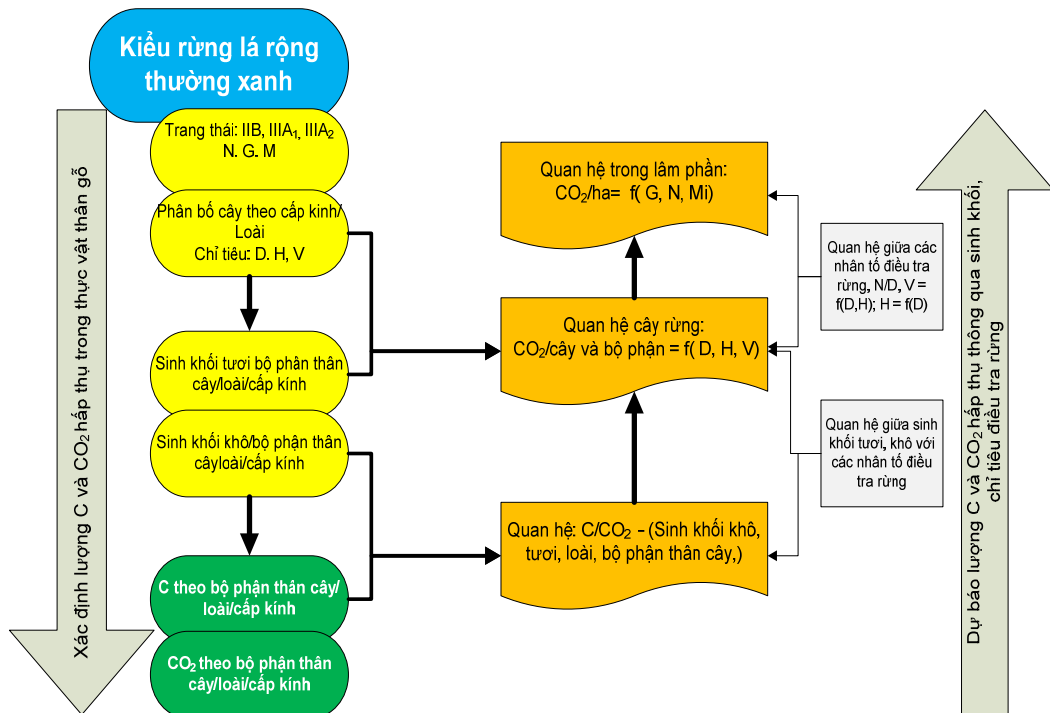 Kiểu rừng lá rộng
thường xanh
Trang thái: IIB, IIIA₁, IIIA₂
N. G. M
Phân bố cây theo cấp kinh/
Loài
Chỉ tiêu: D. H, V
Sinh khối tươi bộ phận thân
cây/loài/cấp kính
Sinh khối khô/bộ phận thân
câyloài/cấp kính
C theo bộ phận thân cây/
loài/cấp kính
CO₂ theo bộ phận thân
cây/loài/cấp kính
Xác định lượng C và CO₂ hấp thụ trong thực vật thân gỗ
Quan hệ trong lâm phần:
CO₂/ha= f( G, N, Mi)
Quan hệ cây rừng:
CO₂/cây và bộ phận = f( D, H, V)
Quan hệ: C/CO₂ – (Sinh khối khô,
tươi, loài, bộ phận thân cây,)
Quan hệ giữa các
nhân tố điều tra
rừng, N/D, V =
f(D,H); H = f(D)
Quan hệ giữa sinh
khối tươi, khô với
các nhân tố điều
tra rừng
Dự báo lượng C và CO₂ hấp thụ thông qua sinh khối,
chỉ tiêu điều tra rừng